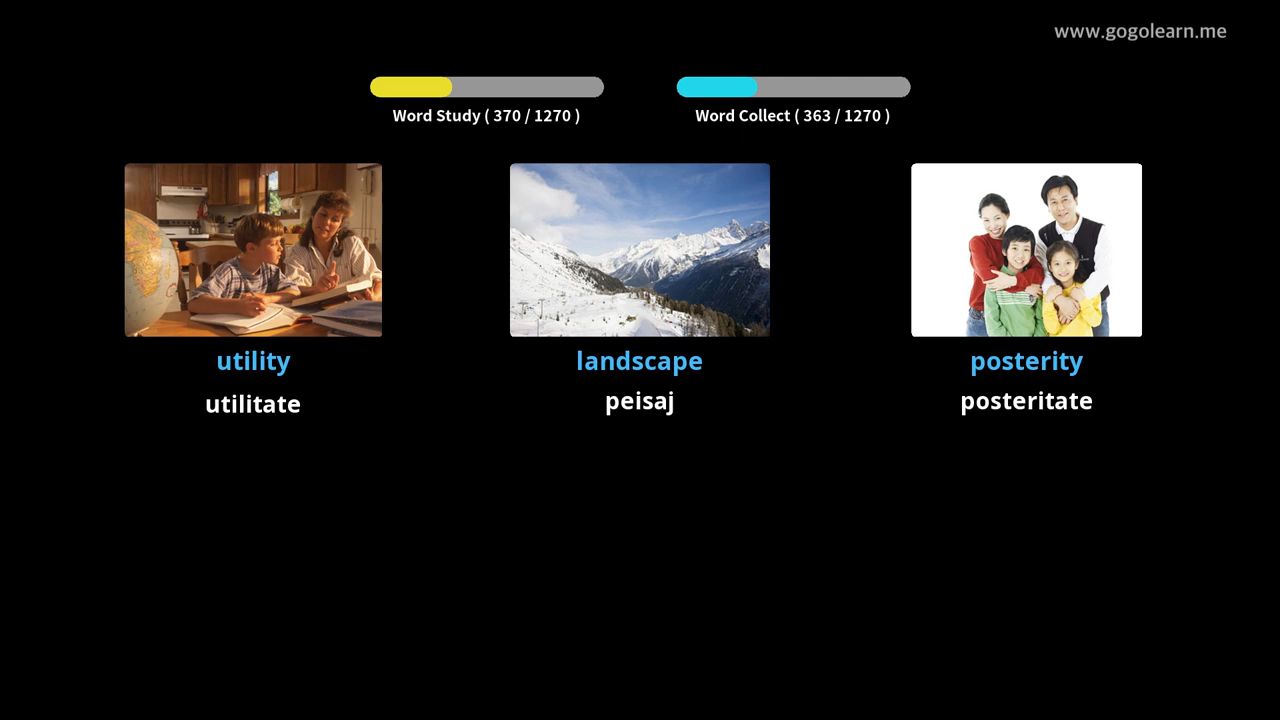 www.gogolearn.me
Word Study ( 370 / 1270 )
Word Collect ( 363 / 1270 )
utility
landscape
posterity
utilitate
peisaj
posteritate